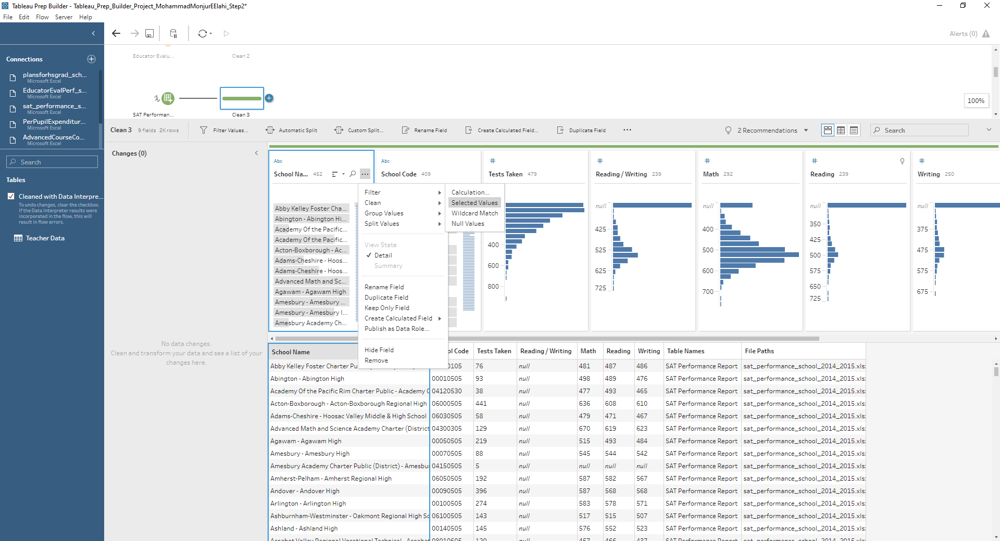 Tableau Prep Builder - Tableau_Prep_Builder_Project_MohammadMonjurEElahi_Step2*
File Edit Flow Server Help
Alerts (0)
Connections
plansforhsgrad_sch...
Microsoft Excel
EducatorEvalPerf_s...
Microsoft Excel
sat_performance_s...
Microsoft Excel
PerPupilExpenditur...
Microsoft Excel
AdvancedCourseCo...
Microsoft Excel
Search
Tables
Cleaned with Data Interpre...
To undo changes, clear the checkbox.
If the Data Interpreter results were
incorporated in the flow, this will
result in flow errors.
Teacher Data
Educator Evalu... Clean 2
SAT Performan... Clean 3
100%
Clean 3 9 fields 2K rows Filter Values... Automatic Split Custom Split... Rename Field Create Calculated Field... Duplicate Field ... 2 Recommendations Search
Changes (0)
No data changes.
Clean and transform your data and see a list of your
changes here.
Abc
School Na... 452
Abby Kelley Foster Cha...
Abington - Abington Hi...
Academy Of the Pacific...
Academy Of the Pacific...
Acton-Boxborough - Ac...
Adams-Cheshire - Hoos...
Adams-Cheshire - Hoos...
Advanced Math and Sc...
Agawam - Agawam High
Amesbury - Amesbury ...
Amesbury - Amesbury I...
Amesbury Academy Ch...
Abc
School Code 409
Filter
Clean
Group Values
Split Values
View State
Detail
Summary
Rename Field
Duplicate Field
Keep Only Field
Create Calculated Field
Publish as Data Role...
Hide Field
Remove
Calculation...
Selected Values
Wildcard Match
Null Values
#
Tests Taken 479
400
600
800
#
Reading / Writing 239
null
425
525
625
725
#
Math 292
null
400
500
600
700
#
Reading 239
null
350
425
500
575
650
725
#
Writing 250
null
375
475
575
675
School Name ol Code Tests Taken Reading / Writing Math Reading Writing Table Names File Paths
Abby Kelley Foster Charter Pu 0105 76 null 481 487 486 SAT Performance Report sat_performance_school_2014_2015.xls
Abington - Abington High 00010505 93 null 498 489 476 SAT Performance Report sat_performance_school_2014_2015.xls
Academy Of the Pacific Rim Charter Public - Academy 04120530 38 null 477 493 465 SAT Performance Report sat_performance_school_2014_2015.xls
Acton-Boxborough - Acton-Boxborough Regional High 06000505 441 null 636 608 610 SAT Performance Report sat_performance_school_2014_2015.xls
Adams-Cheshire - Hoosac Valley Middle & High School 06030505 58 null 479 471 467 SAT Performance Report sat_performance_school_2014_2015.xls
Advanced Math and Science Academy Charter (District 04300305 129 null 670 619 623 SAT Performance Report sat_performance_school_2014_2015.xls
Agawam - Agawam High 00050505 219 null 515 493 484 SAT Performance Report sat_performance_school_2014_2015.xls
Amesbury - Amesbury High 00070505 88 null 545 544 542 SAT Performance Report sat_performance_school_2014_2015.xls
Amesbury Academy Charter Public (District) - Amesbu 04150505 5 null null null null SAT Performance Report sat_performance_school_2014_2015.xls
Amherst-Pelham - Amherst Regional High 06050505 192 null 587 582 567 SAT Performance Report sat_performance_school_2014_2015.xls
Andover - Andover High 00090505 396 null 587 568 568 SAT Performance Report sat_performance_school_2014_2015.xls
Arlington - Arlington High 00100505 274 null 583 578 571 SAT Performance Report sat_performance_school_2014_2015.xls
Ashburnham-Westminster - Oakmont Regional High Sc 06100505 143 null 517 515 507 SAT Performance Report sat_performance_school_2014_2015.xls
Ashland - Ashland High 00140505 145 null 576 552 523 SAT Performance Report sat_performance_school_2014_2015.xls
Assabet Valley Regional Vocational Technical - Assabet 08010605 120 null 457 466 437 SAT Performance Report sat_performance_school_2014_2015.xls